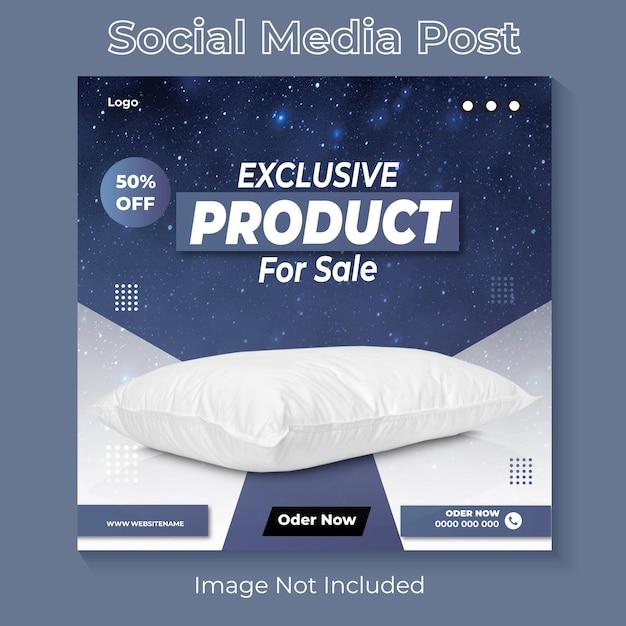 Social Media Post
Logo
50%
OFF
EXCLUSIVE
PRODUCT
For Sale
WWW.WEBSITENAME
Oder Now
ODER NOW
0000 000 000
Image Not Included